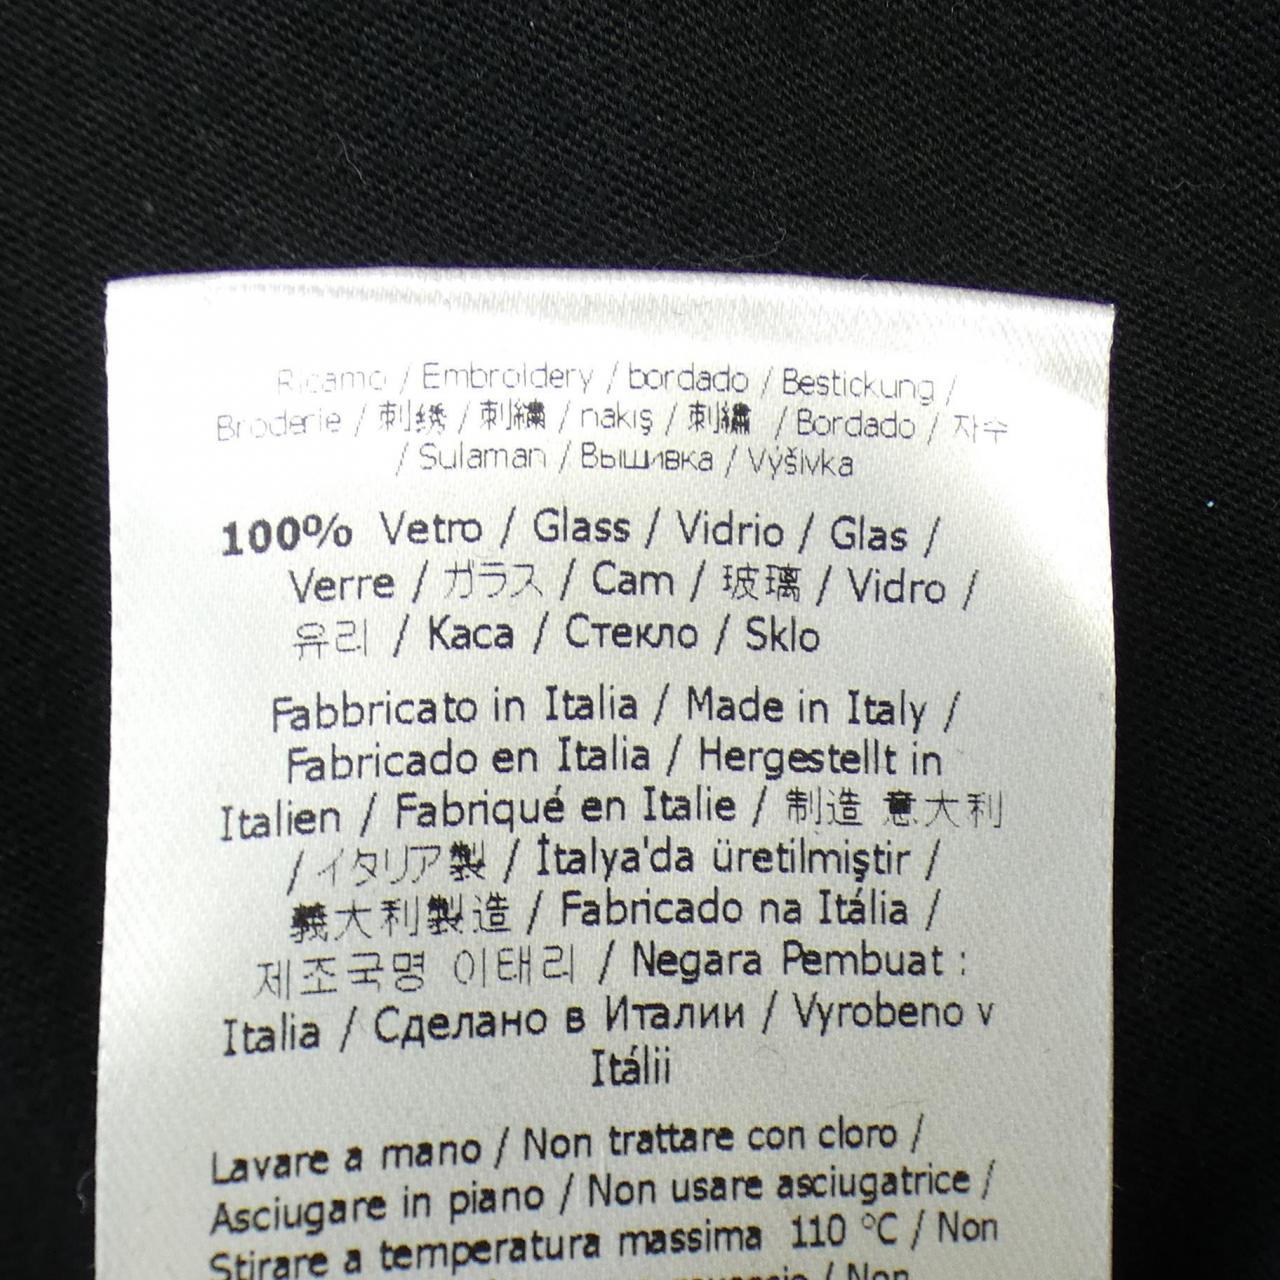 Ricamo / Embroidery / bordado / Bestickung /
Broderie / 刺绣 / 刺繍 / nakış / 刺繡 / Bordado / 자수
/ Sulaman / Вышивка / Výšivka
100% Vetro / Glass / Vidrio / Glas /
Verre / ガラス / Cam / 玻璃 / Vidro /
유리 / Kaca / Стекло / Sklo
Fabbricato in Italia / Made in Italy /
Fabricado en Italia / Hergestellt in
Italien / Fabriqué en Italie / 制造 意大利
/ イタリア製 / İtalya'da üretilmiştir /
義大利製造 / Fabricado na Itália /
제조국명 이태리 / Negara Pembuat :
Italia / Сделано в Италии / Vyrobeno v
Itálii
Lavare a mano / Non trattare con cloro /
Asciugare in piano / Non usare asciugatrice /
Stirare a temperatura massima 110 °C / Non
/ Non